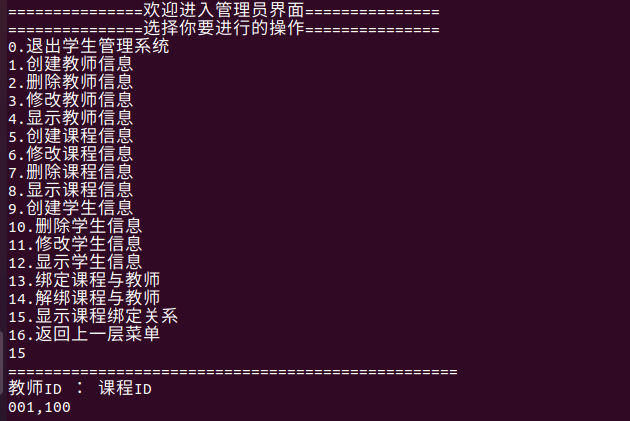 ===============欢迎进入管理员界面===============
===============选择你要进行的操作===============
0.退出学生管理系统
1.创建教师信息
2.删除教师信息
3.修改教师信息
4.显示教师信息
5.创建课程信息
6.修改课程信息
7.删除课程信息
8.显示课程信息
9.创建学生信息
10.删除学生信息
11.修改学生信息
12.显示学生信息
13.绑定课程与教师
14.解绑课程与教师
15.显示课程绑定关系
16.返回上一层菜单
15
==================================================
教师ID : 课程ID
001,100